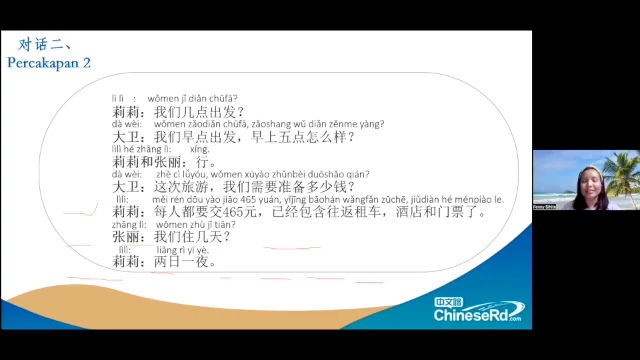 对话二、
Percakapan 2
lì lì : wǒmen jǐ diǎn chūfā?
莉莉：我们几点出发？
dà wèi: wǒmen zǎodiǎn chūfā, zǎoshang wǔ diǎn zěnme yàng?
大卫：我们早点出发，早上五点怎么样？
lìlì hé zhāng lì: xíng.
莉莉和张丽：行。
dà wèi: zhè cì lǚyóu, wǒmen xūyào zhǔnbèi duōshǎo qián?
大卫：这次旅游，我们需要准备多少钱？
lìlì: měi rén dōu yào jiāo 465 yuán, yǐjīng bāohán wǎngfǎn zūchē, jiǔdiàn hé ménpiào le.
莉莉：每人都要交465元，已经包含往返租车，酒店和门票了。
zhāng lì: wǒmen zhù jǐ tiān?
张丽：我们住几天？
lìlì: liǎng rì yí yè.
莉莉：两日一夜。
中文路
ChineseRd.com